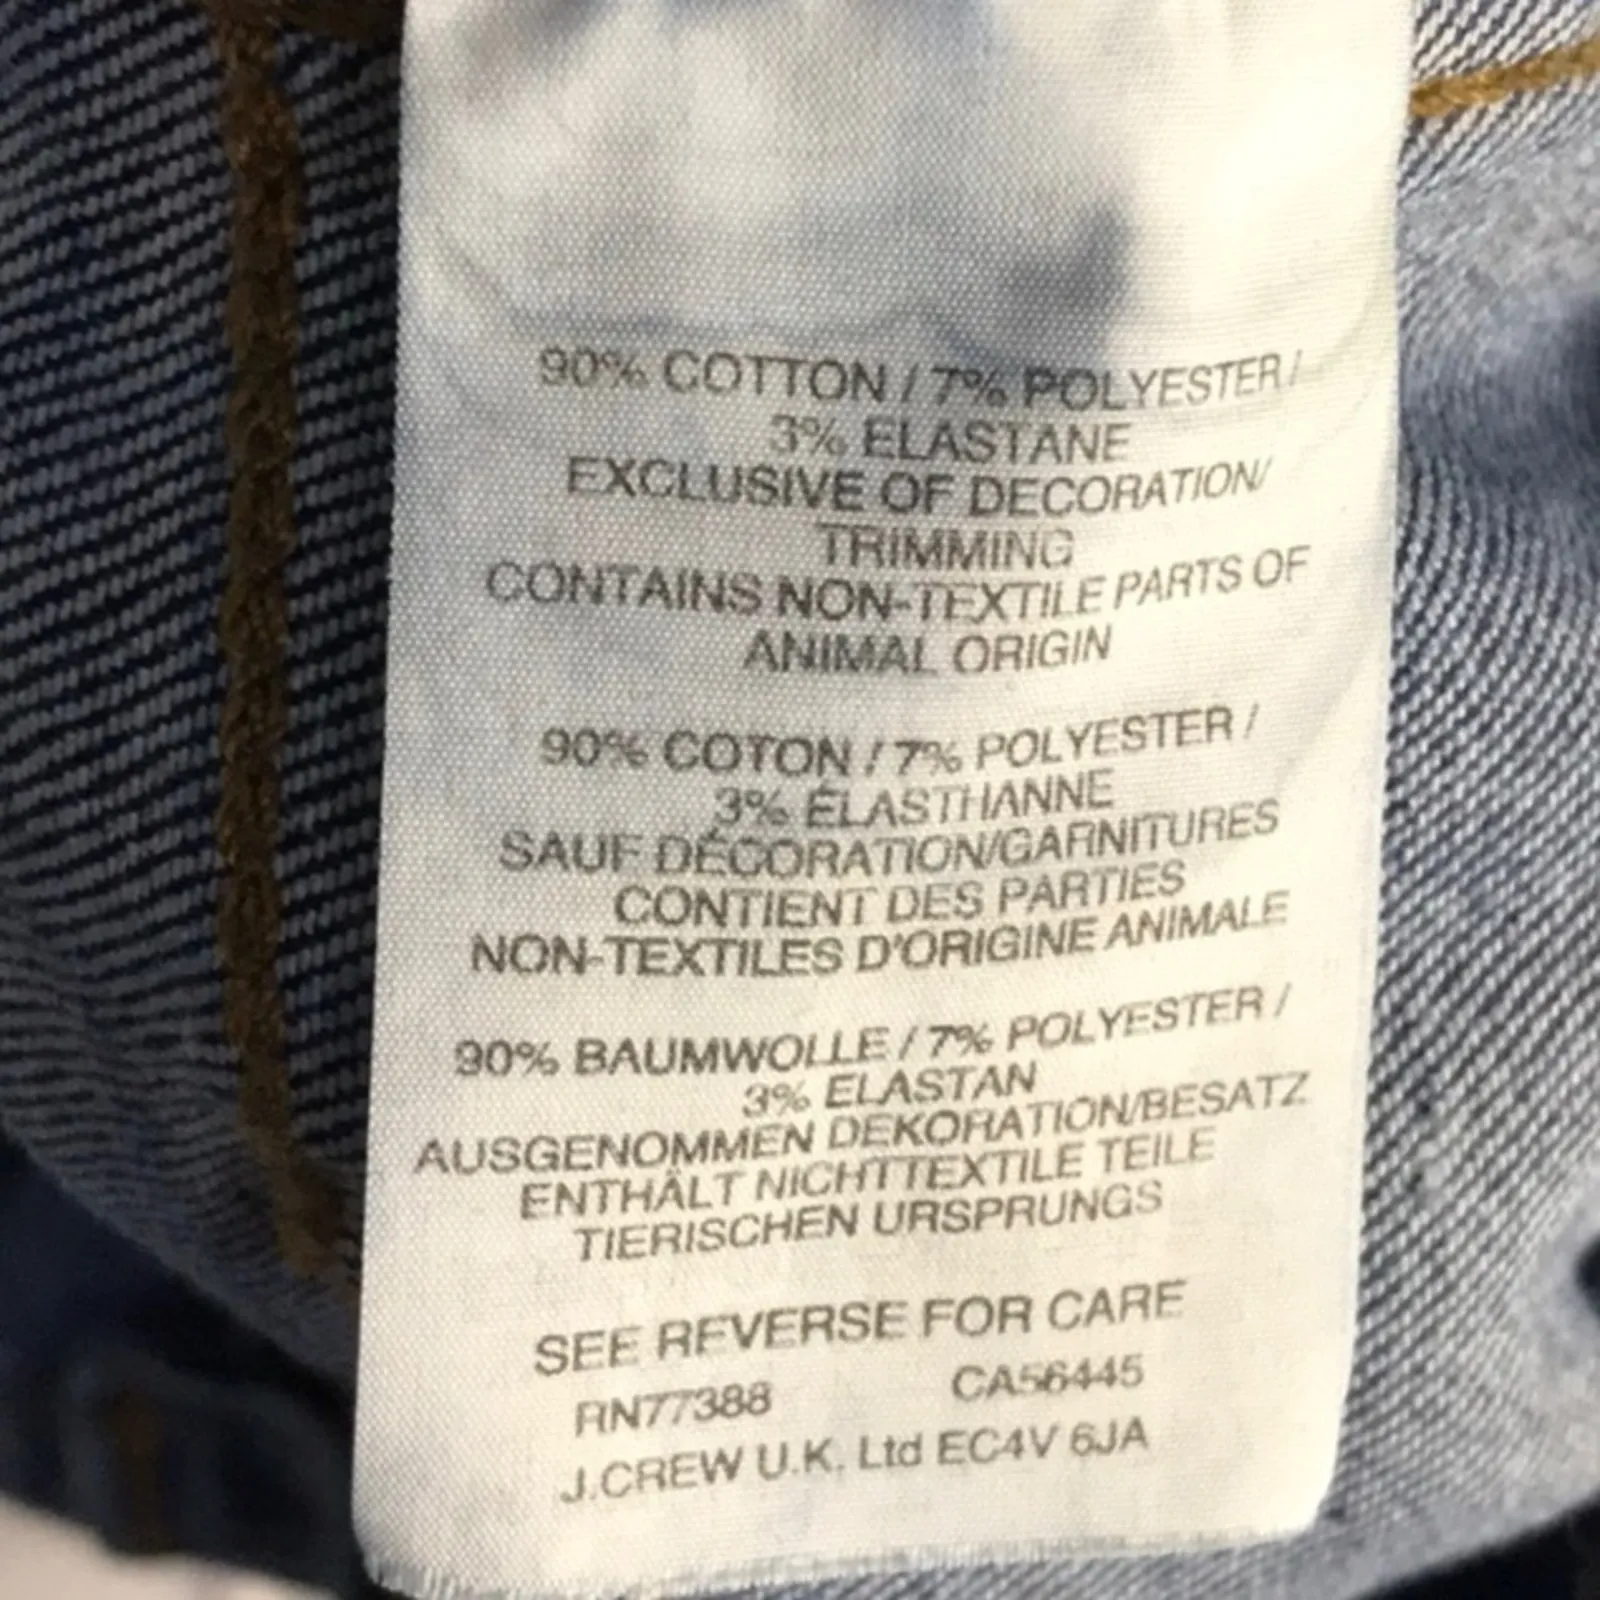 90% COTTON / 7% POLYESTER /
3% ELASTANE
EXCLUSIVE OF DECORATION/
TRIMMING
CONTAINS NON-TEXTILE PARTS OF
ANIMAL ORIGIN
90% COTON / 7% POLYESTER /
3% ÉLASTHANNE
SAUF DÉCORATION/GARNITURES
CONTIENT DES PARTIES
NON-TEXTILES D'ORIGINE ANIMALE
90% BAUMWOLLE / 7% POLYESTER /
3% ELASTAN
AUSGENOMMEN DEKORATION/BESATZ
ENTHÄLT NICHTTEXTILE TEILE
TIERISCHEN URSPRUNGS
SEE REVERSE FOR CARE
RN77388 CA56445
J.CREW U.K. Ltd EC4V 6JA